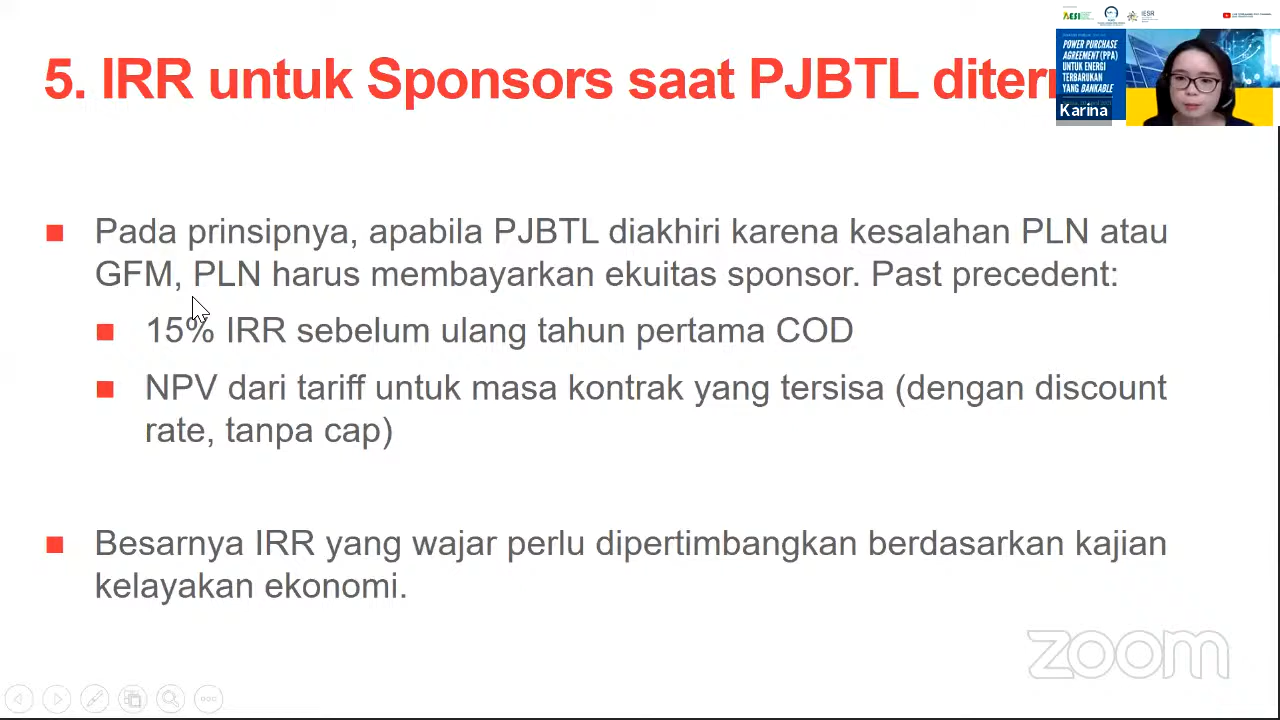 5. IRR untuk Sponsors saat PJBTL
AESI
IESR
POWER PURCHASE
AGREEMENT (PPA)
UNTUK ENERGI
TERBARUKAN
YANG BANKABLE
Karina
Pada prinsipnya, apabila PJBTL diakhiri karena kesalahan PLN atau
GFM, PLN harus membayarkan ekuitas sponsor. Past precedent:
15% IRR sebelum ulang tahun pertama COD
NPV dari tariff untuk masa kontrak yang tersisa (dengan discount
rate, tanpa cap)
Besarnya IRR yang wajar perlu dipertimbangkan berdasarkan kajian
kelayakan ekonomi.
zoom